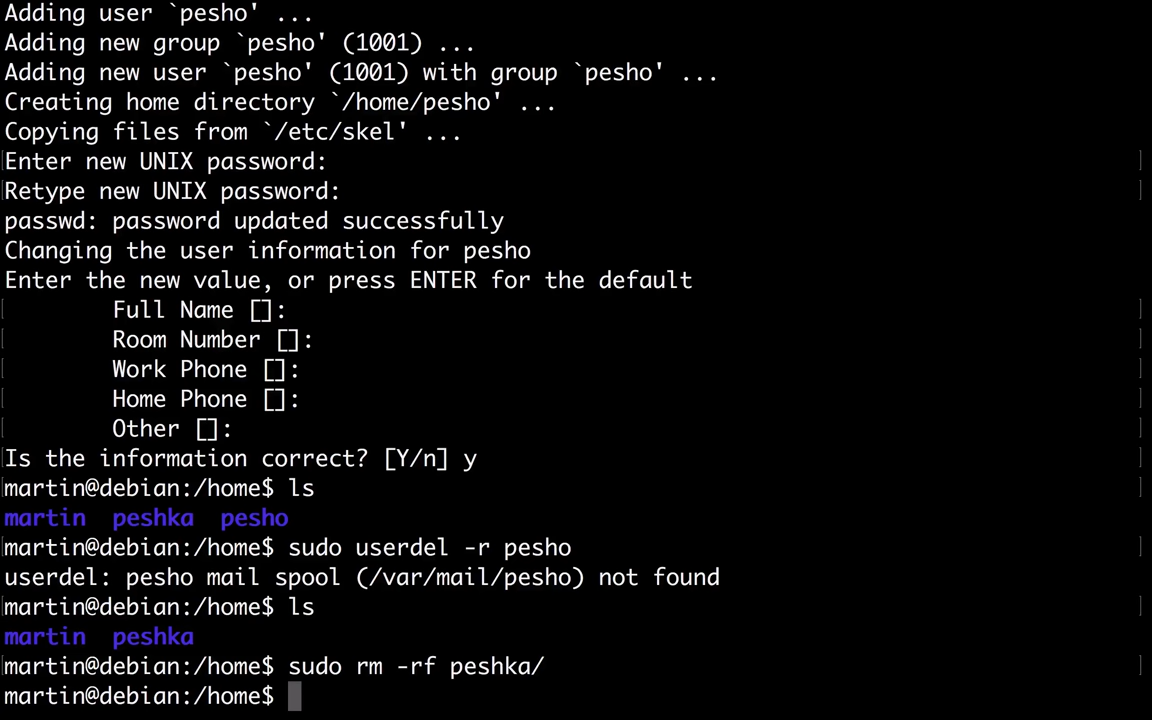 Adding user `pesho' ...
Adding new group `pesho' (1001) ...
Adding new user `pesho' (1001) with group `pesho' ...
Creating home directory `/home/pesho' ...
Copying files from `/etc/skel' ...
Enter new UNIX password:
Retype new UNIX password:
passwd: password updated successfully
Changing the user information for pesho
Enter the new value, or press ENTER for the default
        Full Name []:
        Room Number []:
        Work Phone []:
        Home Phone []:
        Other []:
Is the information correct? [Y/n] y
martin@debian:/home$ ls
martin  peshka  pesho
martin@debian:/home$ sudo userdel -r pesho
userdel: pesho mail spool (/var/mail/pesho) not found
martin@debian:/home$ ls
martin  peshka
martin@debian:/home$ sudo rm -rf peshka/
martin@debian:/home$